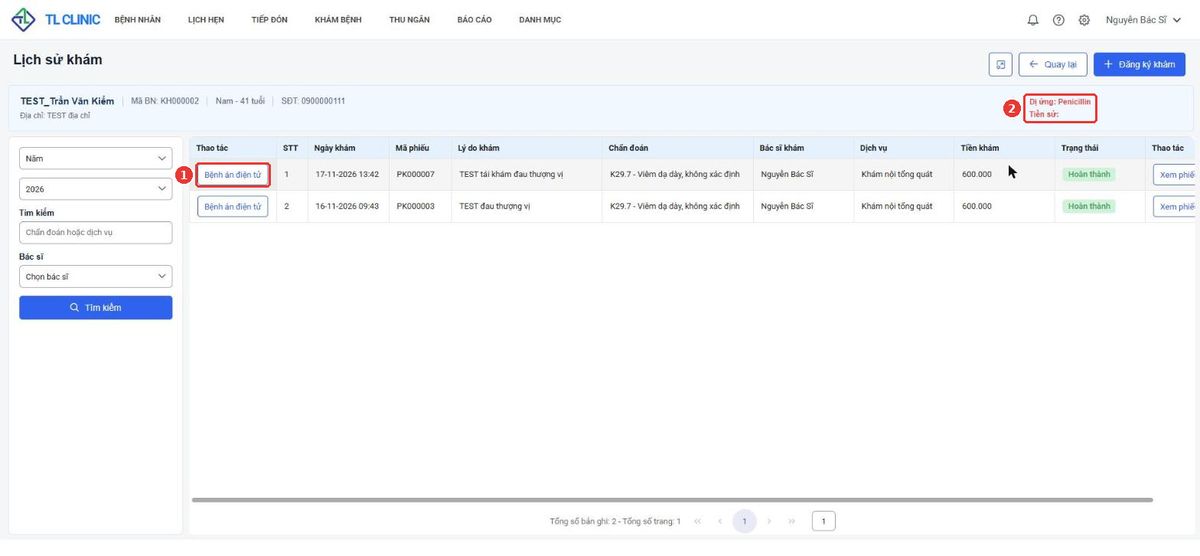 TL CLINIC BỆNH NHÂN LỊCH HẸN TIẾP ĐÓN KHÁM BỆNH THU NGÂN BÁO CÁO DANH MỤC Nguyễn Bác Sĩ
Lịch sử khám
Quay lại
Đăng ký khám
TEST_Trần Văn Kiểm Mã BN: KH000002 Nam - 41 tuổi SĐT: 0900000111
Địa chỉ: TEST địa chỉ
2
Dị ứng: Penicillin
Tiền sử:
Năm
2026
Tìm kiếm
Chẩn đoán hoặc dịch vụ
Bác sĩ
Chọn bác sĩ
Tìm kiếm
Thao tác STT Ngày khám Mã phiếu Lý do khám Chẩn đoán Bác sĩ khám Dịch vụ Tiền khám Trạng thái Thao tác
1 Bệnh án điện tử 1 17-11-2026 13:42 PK000007 TEST tái khám đau thượng vị K29.7 - Viêm dạ dày, không xác định Nguyễn Bác Sĩ Khám nội tổng quát 600.000 Hoàn thành Xem phiế
Bệnh án điện tử 2 16-11-2026 09:43 PK000003 TEST đau thượng vị K29.7 - Viêm dạ dày, không xác định Nguyễn Bác Sĩ Khám nội tổng quát 600.000 Hoàn thành Xem phiế
Tổng số bản ghi: 2 - Tổng số trang: 1 « ‹ 1 › » 1